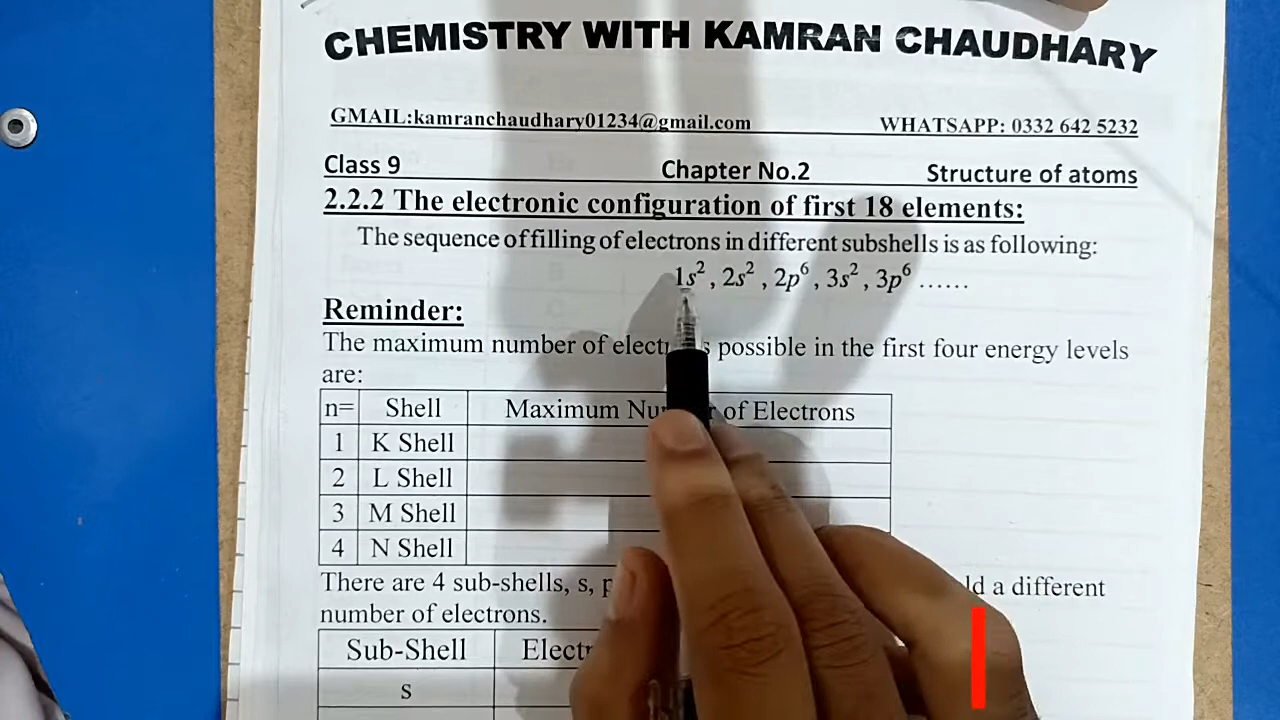 CHEMISTRY WITH KAMRAN CHAUDHARY
GMAIL:kamranchaudhary01234@gmail.com WHATSAPP: 0332 642 5232
Class 9 Chapter No.2 Structure of atoms
2.2.2 The electronic configuration of first 18 elements:
The sequence of filling of electrons in different subshells is as following:
1s², 2s², 2p⁶, 3s², 3p⁶ ......
Reminder:
The maximum number of possible in the first four energy levels
are:
n= Shell Maximum of Electrons
1 K Shell
2 L Shell
3 M Shell
4 N Shell
There are 4 sub-shells, s, p a different
number of electrons.
Sub-Shell
s